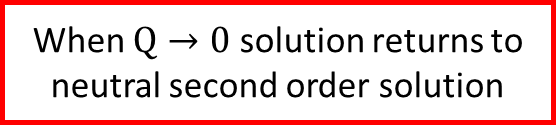 When Q → 0 solution returns to
neutral second order solution